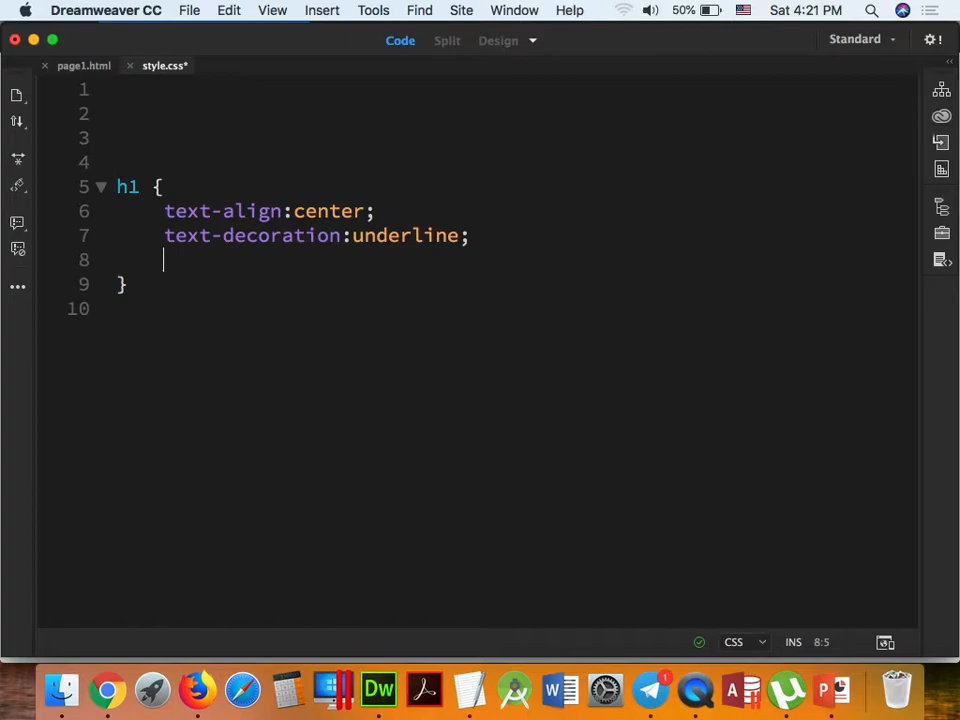 Dreamweaver CC File Edit View Insert Tools Find Site Window Help 50% Sat 4:21 PM
Code Split Design Standard
page1.html style.css*
1
2
3
4
5 h1 {
6 text-align:center;
7 text-decoration:underline;
8
9 }
10
CSS INS 8:5
Dw W 1 A P